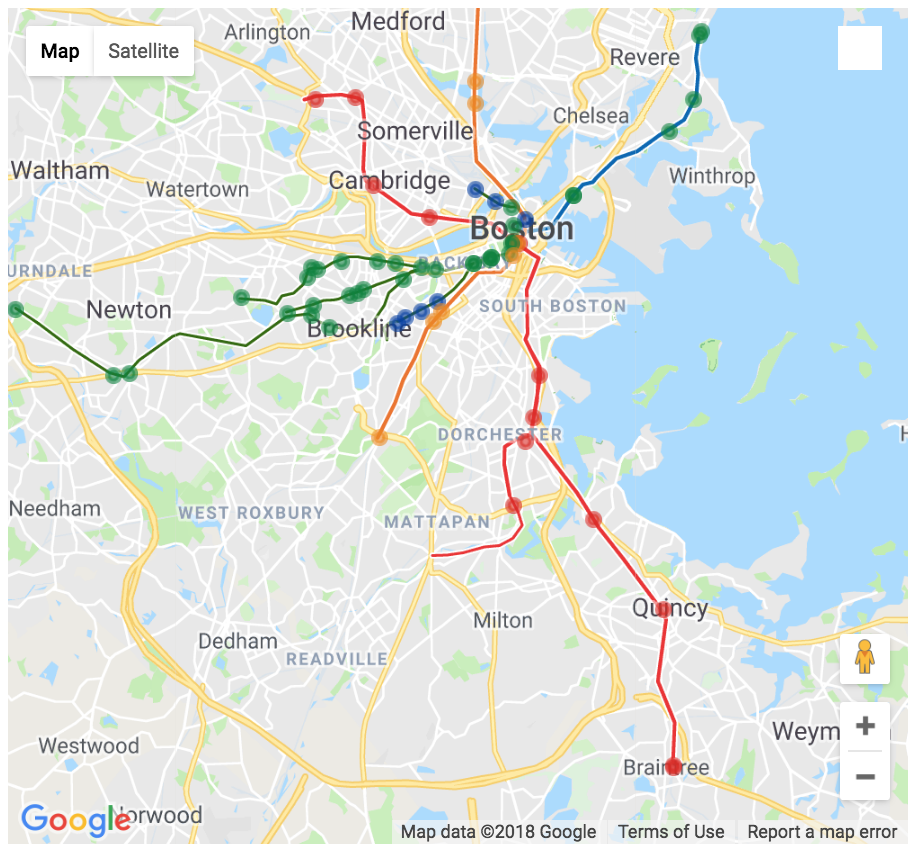 Medford
Arlington
Map
Satellite
Revere
Chelsea
Somerville
Waltham
Cambridge
Winthrop
Watertown
Boston
BACK
URNDALE
Newton
SOUTH BOSTON
Brookline
DORCHESTER
H
Needham
WEST ROXBURY
MATTAPAN
Quincy
Milton
Dedham
READVILLE
Weym
Westwood
Braintree
Google
orwood
Map data ©2018 Google
Terms of Use
Report a map error